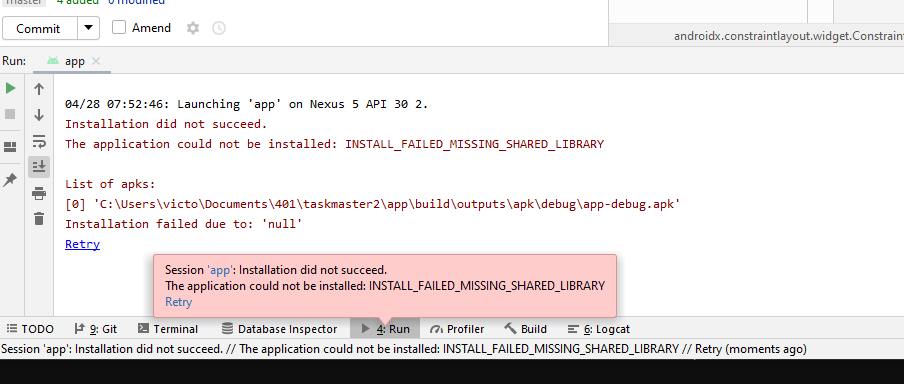 master 4 added 0 modified
Commit Amend
androidx.constraintlayout.widget.Constraint
Run: app
04/28 07:52:46: Launching 'app' on Nexus 5 API 30 2.
Installation did not succeed.
The application could not be installed: INSTALL_FAILED_MISSING_SHARED_LIBRARY
List of apks:
[0] 'C:\Users\victo\Documents\401\taskmaster2\app\build\outputs\apk\debug\app-debug.apk'
Installation failed due to: 'null'
Retry
Session 'app': Installation did not succeed.
The application could not be installed: INSTALL_FAILED_MISSING_SHARED_LIBRARY
Retry
TODO 9: Git Terminal Database Inspector 4: Run Profiler Build 6: Logcat
Session 'app': Installation did not succeed. // The application could not be installed: INSTALL_FAILED_MISSING_SHARED_LIBRARY // Retry (moments ago)